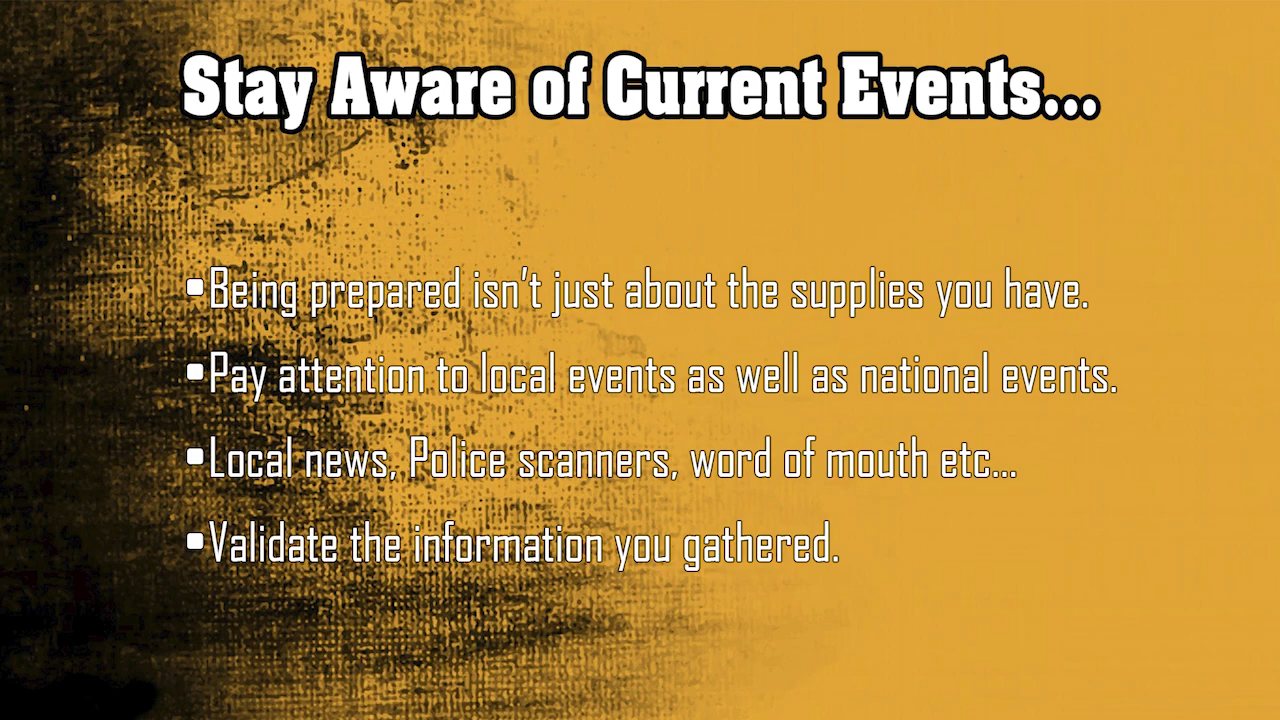 Stay Aware of Current Events...
•Being prepared isn't just about the supplies you have.
•Pay attention to local events as well as national events.
•Local news, Police scanners, word of mouth etc...
•Validate the information you gathered.